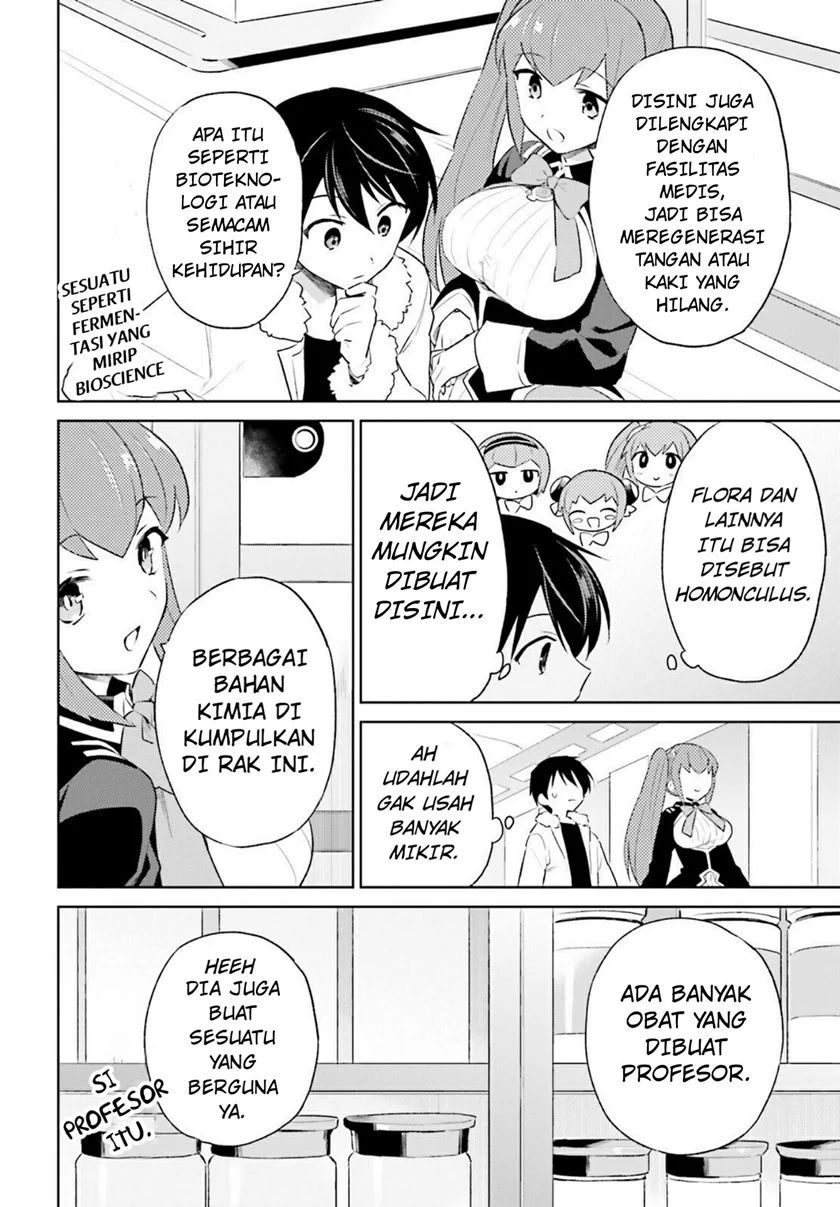 DISINI JUGA
DILENGKAPI
DENGAN
FASILITAS
MEDIS,
JADI BISA
MEREGENERASI
TANGAN ATAU
KAKI YANG
HILANG.
APA ITU
SEPERTI
BIOTEKNO-
LOGI ATAU
SEMACAM
SIHIR
KEHIDUPAN?
SESUATU
SEPERTI
FERMEN-
TASI YANG
MIRIP
BIOSCIENCE
FLORA DAN
LAINNYA
ITU BISA
DISEBUT
HOMONCULUS.
JADI
MEREKA
MUNGKIN
DIBUAT
DISINI...
AH
UDAHLAH
GAK USAH
BANYAK
MIKIR.
BERBAGAI
BAHAN
KIMIA DI
KUMPULKAN
DI RAK INI.
ADA BANYAK
OBAT YANG
DIBUAT
PROFESOR.
HEEH
DIA JUGA
BUAT
SESUATU
YANG
BERGUNA
YA.
SI
PROFESOR
ITU.